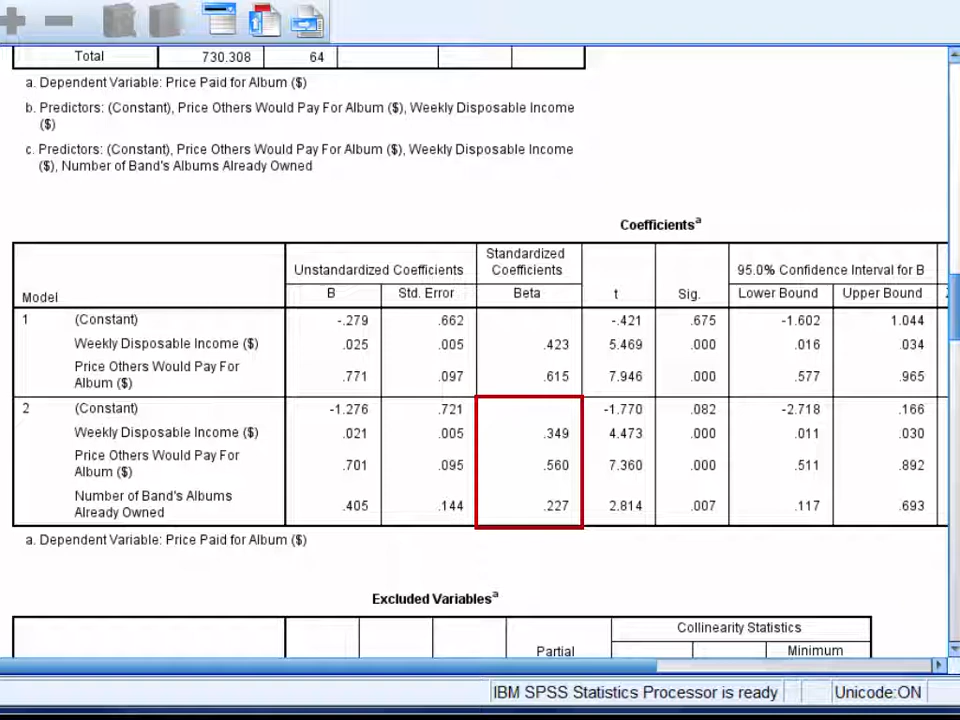 Total 730.308 64
a. Dependent Variable: Price Paid for Album ($)
b. Predictors: (Constant), Price Others Would Pay For Album ($), Weekly Disposable Income
($)
c. Predictors: (Constant), Price Others Would Pay For Album ($), Weekly Disposable Income
($), Number of Band's Albums Already Owned
Coefficientsa
Model Unstandardized Coefficients Standardized Coefficients t Sig. 95.0% Confidence Interval for B
B Std. Error Beta Lower Bound Upper Bound
1 (Constant) -.279 .662 -.421 .675 -1.602 1.044
Weekly Disposable Income ($) .025 .005 .423 5.469 .000 .016 .034
Price Others Would Pay For
Album ($) .771 .097 .615 7.946 .000 .577 .965
2 (Constant) -1.276 .721 -1.770 .082 -2.718 .166
Weekly Disposable Income ($) .021 .005 .349 4.473 .000 .011 .030
Price Others Would Pay For
Album ($) .701 .095 .560 7.360 .000 .511 .892
Number of Band's Albums
Already Owned .405 .144 .227 2.814 .007 .117 .693
a. Dependent Variable: Price Paid for Album ($)
Excluded Variablesa
Collinearity Statistics
Partial Minimum
IBM SPSS Statistics Processor is ready Unicode:ON